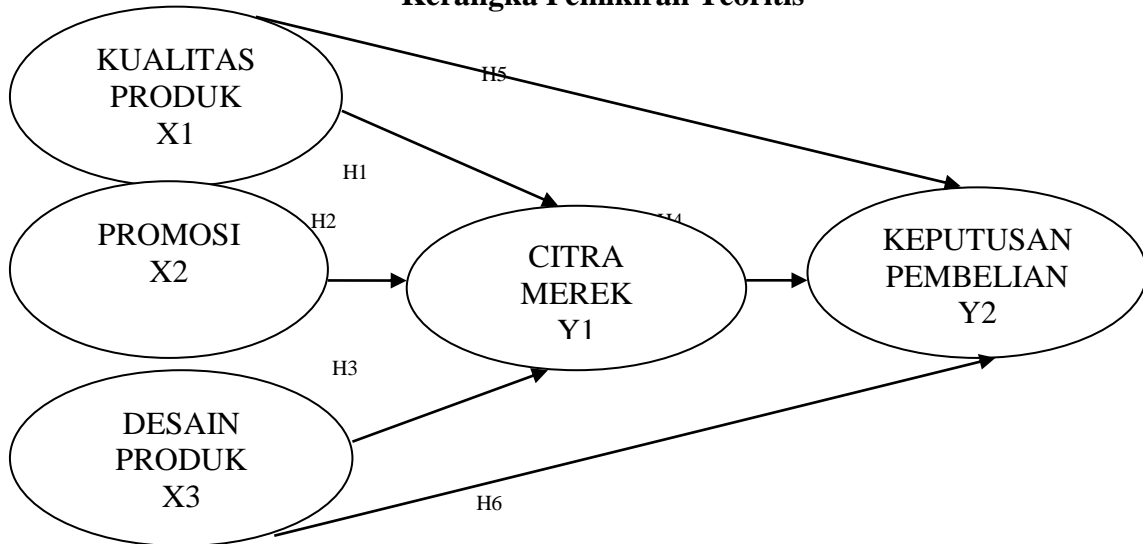 Kerangka Pemikiran Teoritis
KUALITAS
PRODUK
X1
H5
H1
PROMOSI
X2
H2
CITRA
MEREK
Y1
H4
KEPUTUSAN
PEMBELIAN
Y2
H3
DESAIN
PRODUK
X3
H6